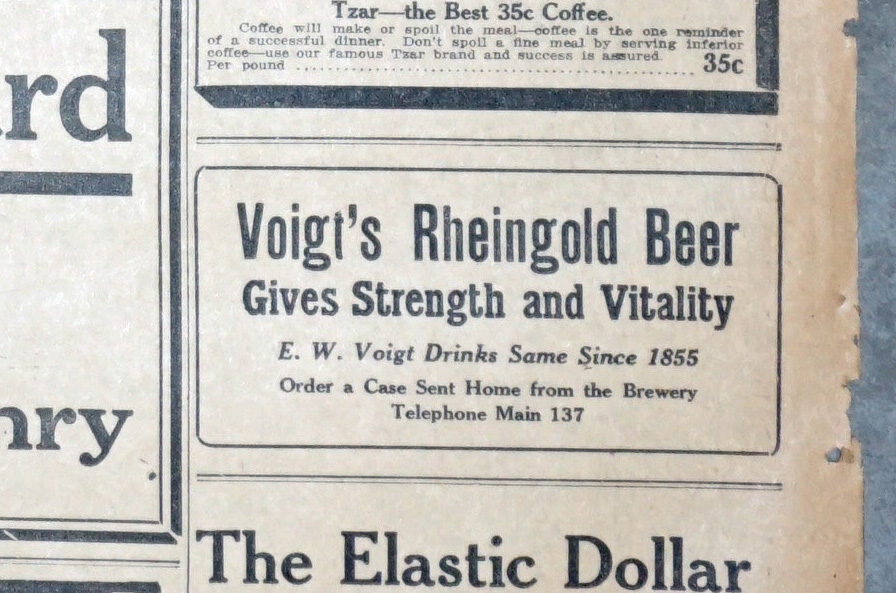 Tzar—the Best 35c Coffee.
Coffee will make or spoil the meal—coffee is the one reminder
of a successful dinner. Don't spoil a fine meal by serving inferior
coffee—use our famous Tzar brand and success is assured.
Per pound .......................................................... 35c
rd
nry
Voigt's Rheingold Beer
Gives Strength and Vitality
E. W. Voigt Drinks Same Since 1855
Order a Case Sent Home from the Brewery
Telephone Main 137
The Elastic Dollar